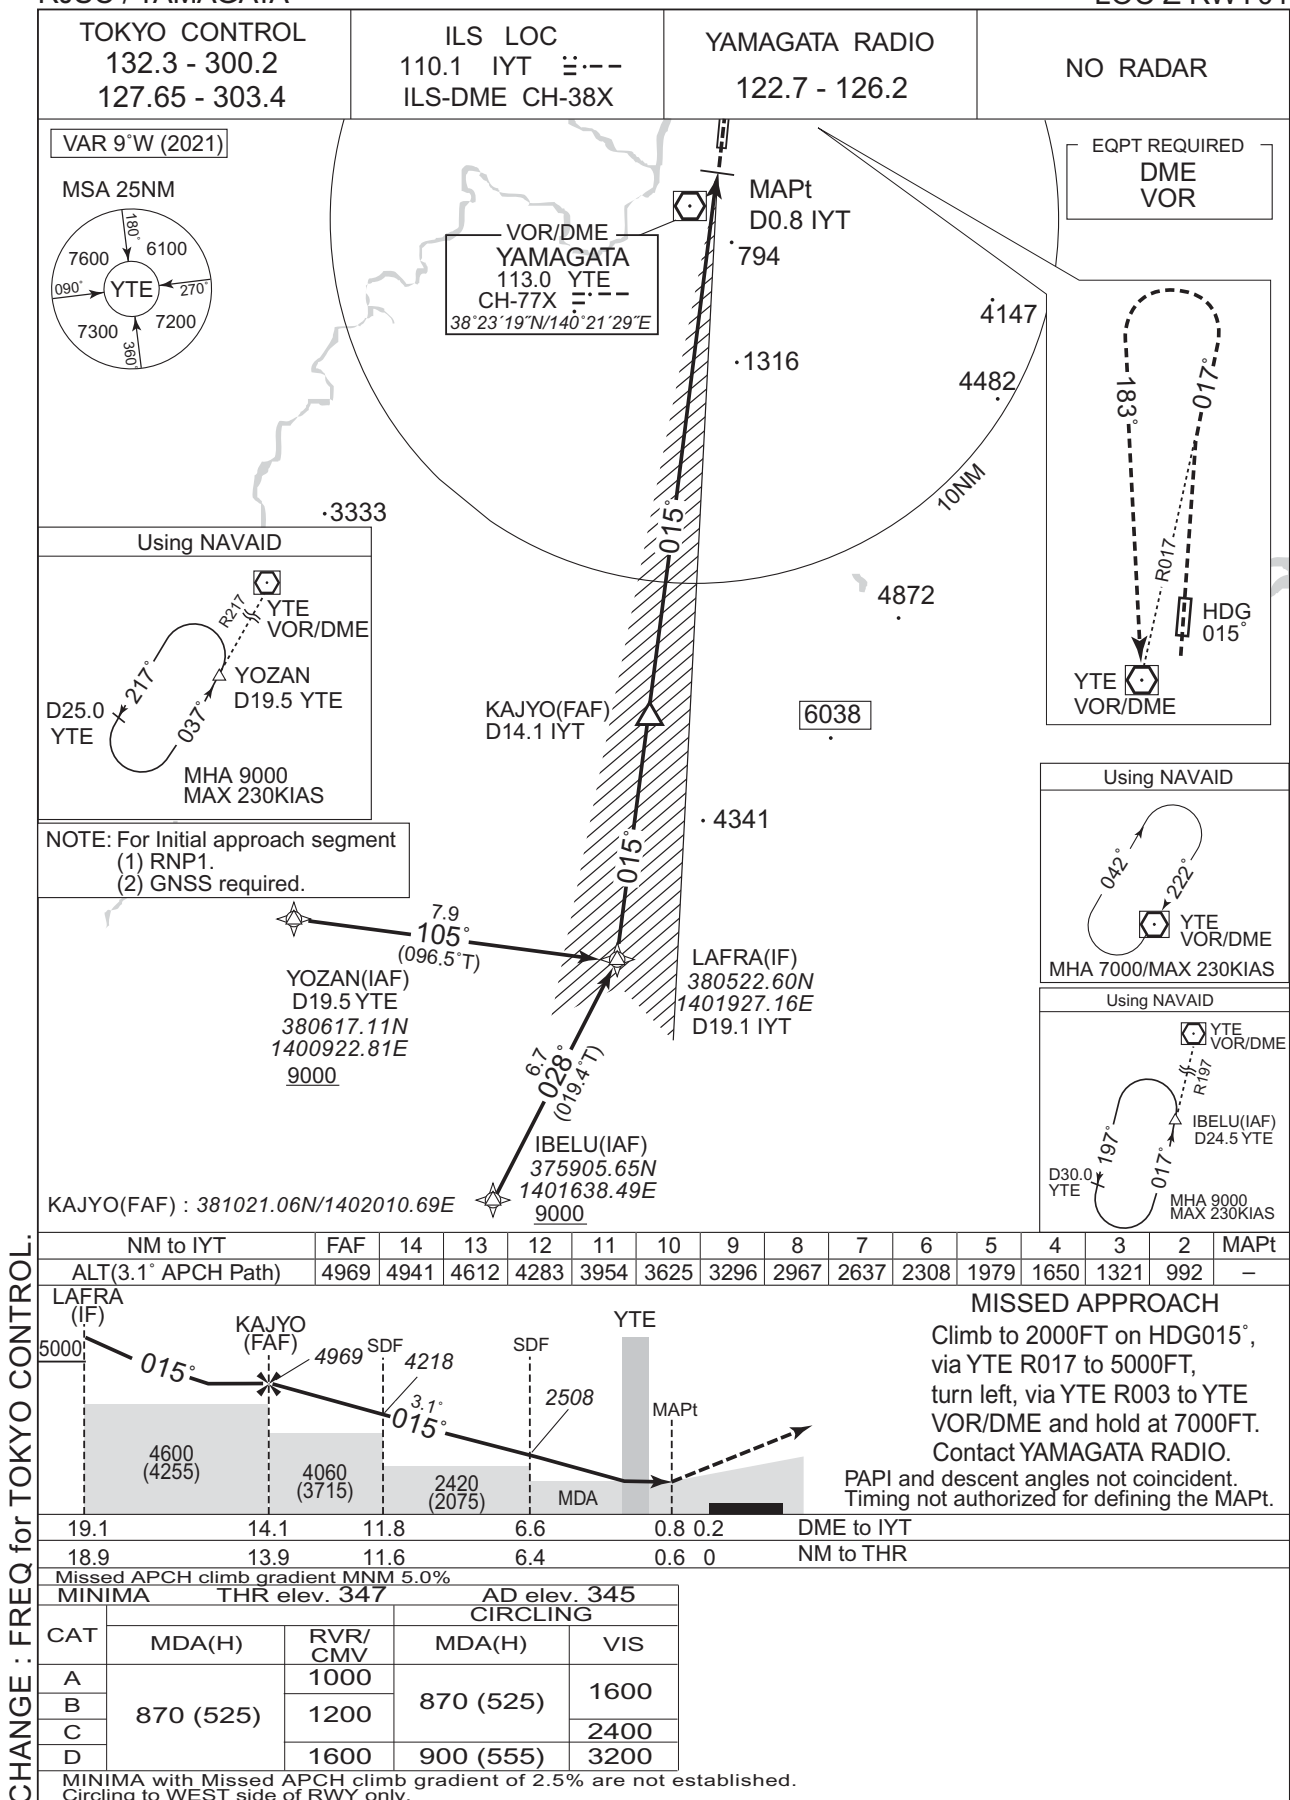 TOKYO CONTROL
132.3 - 300.2
127.65 - 303.4
ILS LOC
110.1 IYT
ILS-DME CH-38X
YAMAGATA RADIO
122.7 - 126.2
NO RADAR
VAR 9˚W (2021)
MSA 25NM
180˚
7600
6100
090˚
YTE
270˚
7300
7200
360˚
EQPT REQUIRED
DME
VOR
MAPt
D0.8 IYT
VOR/DME
YAMAGATA
113.0 YTE
CH-77X
38˚23´19˝N/140˚21´29˝E
794
1316
4147
4482
3333
10NM
4872
6038
4341
015˚
015˚
183˚
017˚
R017
HDG
015˚
YTE
VOR/DME
Using NAVAID
R217
YTE
VOR/DME
217˚
037˚
YOZAN
D19.5 YTE
D25.0
YTE
MHA 9000
MAX 230KIAS
NOTE: For Initial approach segment
(1) RNP1.
(2) GNSS required.
KAJYO(FAF)
D14.1 IYT
7.9
105˚
(096.5˚T)
YOZAN(IAF)
D19.5 YTE
380617.11N
1400922.81E
9000
LAFRA(IF)
380522.60N
1401927.16E
D19.1 IYT
6.7
028˚
(019.4˚T)
IBELU(IAF)
375905.65N
1401638.49E
9000
Using NAVAID
042˚
222˚
YTE
VOR/DME
MHA 7000/MAX 230KIAS
Using NAVAID
YTE
VOR/DME
R197
IBELU(IAF)
D24.5 YTE
197˚
017˚
D30.0
YTE
MHA 9000
MAX 230KIAS
KAJYO(FAF) : 381021.06N/1402010.69E
NM to IYT FAF 14 13 12 11 10 9 8 7 6 5 4 3 2 MAPt
ALT(3.1˚ APCH Path) 4969 4941 4612 4283 3954 3625 3296 2967 2637 2308 1979 1650 1321 992 –
LAFRA
(IF)
5000
015˚
KAJYO
(FAF)
4969
SDF
4218
3.1˚
015˚
SDF
2508
YTE
MAPt
4600
(4255)
4060
(3715)
2420
(2075)
MDA
MISSED APPROACH
Climb to 2000FT on HDG015˚,
via YTE R017 to 5000FT,
turn left, via YTE R003 to YTE
VOR/DME and hold at 7000FT.
Contact YAMAGATA RADIO.
PAPI and descent angles not coincident.
Timing not authorized for defining the MAPt.
19.1 14.1 11.8 6.6 0.8 0.2 DME to IYT
18.9 13.9 11.6 6.4 0.6 0 NM to THR
Missed APCH climb gradient MNM 5.0%
MINIMA THR elev. 347 AD elev. 345
CAT
MDA(H)
RVR/
CMV
CIRCLING
MDA(H)
VIS
A
B
C
D
870 (525)
1000
1200
1600
870 (525)
900 (555)
1600
2400
3200
MINIMA with Missed APCH climb gradient of 2.5% are not established.
Circling to WEST side of RWY only.
CHANGE : FREQ for TOKYO CONTROL.